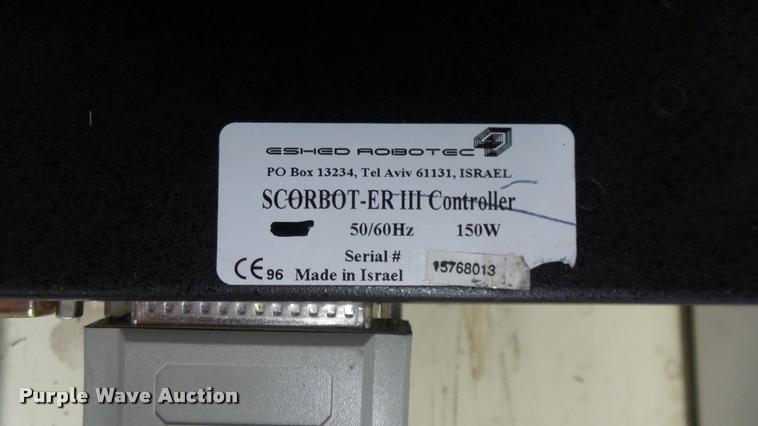 ESHED ROBOTEC
PO Box 13234, Tel Aviv 61131, ISRAEL
SCORBOT-ER III Controller
50/60Hz 150W
Serial # 15768013
CE 96 Made in Israel
Purple Wave Auction